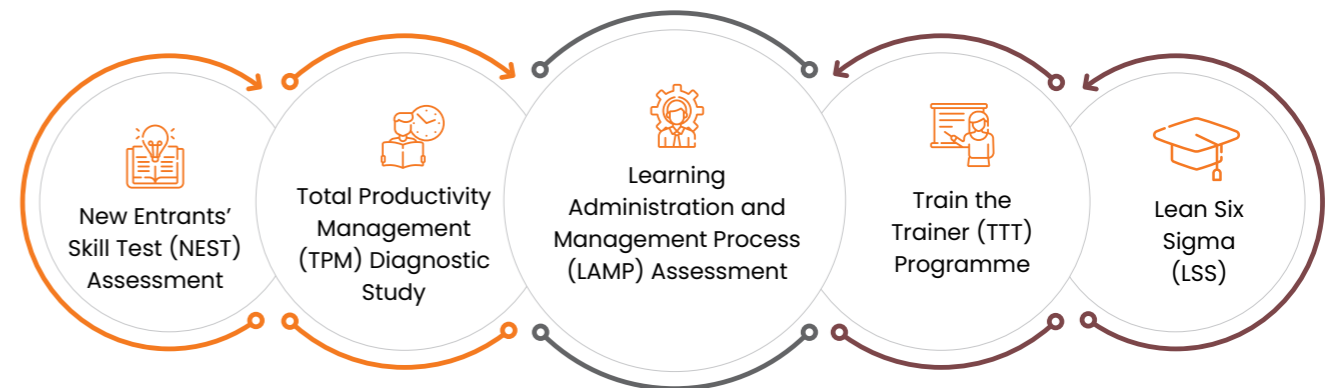 New Entrants’
Skill Test (NEST)
Assessment
Total Productivity
Management
(TPM) Diagnostic
Study
Learning
Administration and
Management Process
(LAMP) Assessment
Train the
Trainer (TTT)
Programme
Lean Six
Sigma
(LSS)